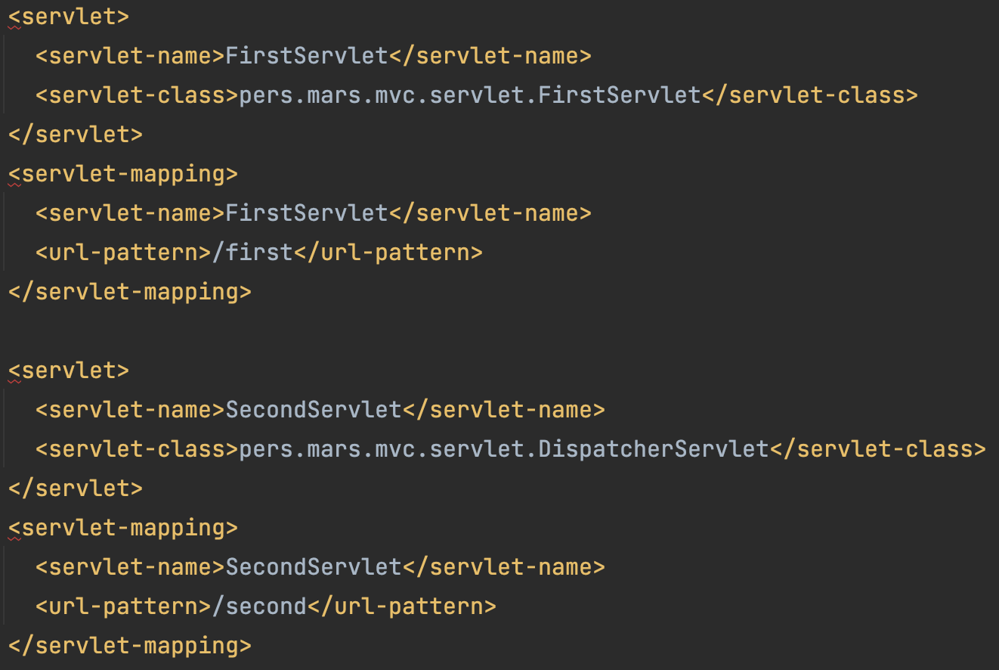 <servlet>
  <servlet-name>FirstServlet</servlet-name>
  <servlet-class>pers.mars.mvc.servlet.FirstServlet</servlet-class>
</servlet>
<servlet-mapping>
  <servlet-name>FirstServlet</servlet-name>
  <url-pattern>/first</url-pattern>
</servlet-mapping>

<servlet>
  <servlet-name>SecondServlet</servlet-name>
  <servlet-class>pers.mars.mvc.servlet.DispatcherServlet</servlet-class>
</servlet>
<servlet-mapping>
  <servlet-name>SecondServlet</servlet-name>
  <url-pattern>/second</url-pattern>
</servlet-mapping>